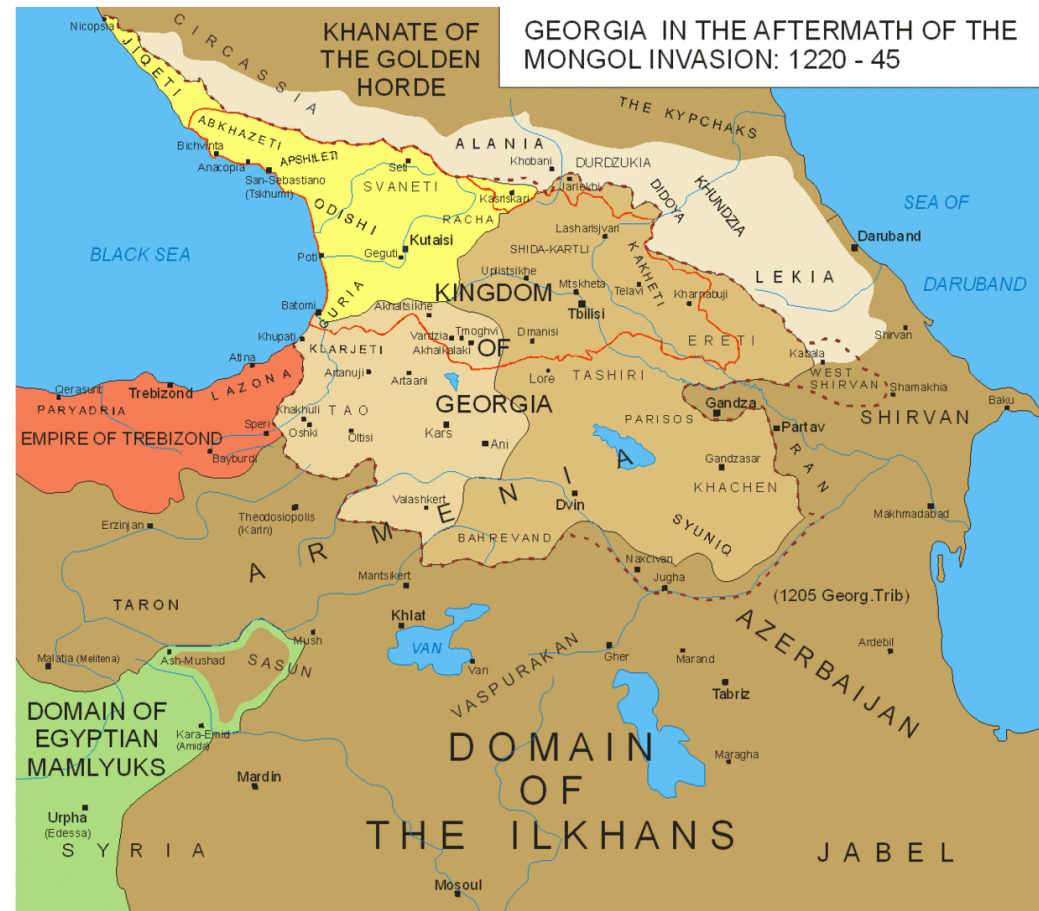 GEORGIA IN THE AFTERMATH OF THE
MONGOL INVASION: 1220 - 45
KHANATE OF
THE GOLDEN
HORDE
Nicopsia
CIRCASSIA
JIQETI
THE KYPCHAKS
ABKHAZETI
Bichvinta
Anacopia
APSHILETI
San-Sebastiano
(Tskhumi)
ALANIA
Khobani
DURDZUKIA
Seti
SVANETI
Kasriskari
DIDOYA
KHUNDZIA
SEA OF
DARUBAND
ODISHI
RACHA
Lasharisjvari
Daruband
BLACK SEA
Kutaisi
Geguti
Poti
SHIDA-KARTLI
KAKHETI
LEKIA
Uplistsikhe
Mtskheta
Telavi
Kharnabuji
GURIA
Batomi
Akhaltsikhe
KINGDOM
OF
GEORGIA
Tbilisi
Khupati
Vardzia
Tmoghvi
Akhalkalaki
Dmanisi
ERETI
Shirvan
Kabala
KLARJETI
Atina
LAZONA
Artanuji
Artaani
Lore
TASHIRI
WEST
SHIRVAN
Shamakhia
Qerasunt
Trebizond
PARYADRIA
EMPIRE OF TREBIZOND
Khakhuli
Oshki
TAO
Oltisi
Kars
Ani
Speri
Bayburdi
PARISOS
Gandza
Partav
RAN
SHIRVAN
Baku
Gandzasar
KHACHEN
Valashkert
ARMENIA
Dvin
BAHREVAND
SYUNIQ
Makhmadabad
Erzinjan
Theodosiopolis
(Karin)
Naxcivan
Jugha
(1205 Georg.Trib)
Mantsikert
TARON
Khlat
VAN
Van
Mush
AZERBAIJAN
Ardebil
Malatia (Melitena)
Ash-Mushad
SASUN
VASPURAKAN
Gher
Marand
Tabriz
DOMAIN OF
EGYPTIAN
MAMLYUKS
Kara-Emid
(Amida)
DOMAIN
OF
THE ILKHANS
Maragha
Mardin
Urpha
(Edessa)
SYRIA
JABEL
Mosoul